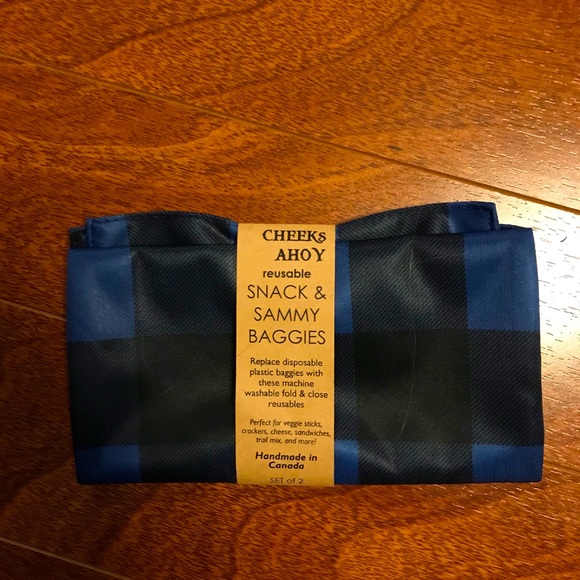 CHEEKS
AHOY
reusable
SNACK &
SAMMY
BAGGIES
Replace disposable
plastic baggies with
these machine
washable fold & close
reusables
Perfect for veggie sticks,
crackers, cheese, sandwiches,
trail mix, and more!
Handmade in
Canada
SET of 2